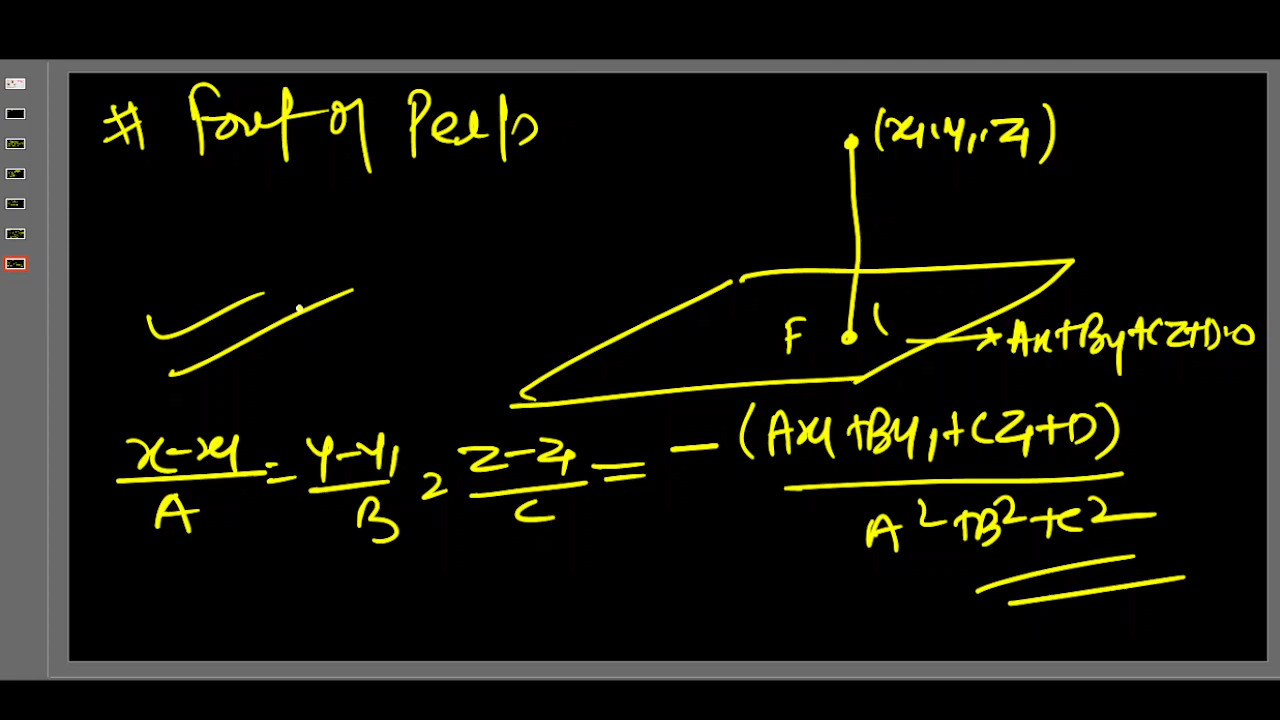 # Foot of Perp
(x₁, y₁, z₁)
F
Ax+By+Cz+D=0
(x-x₁)/A = (y-y₁)/B = (z-z₁)/C = -(Ax₁+By₁+Cz₁+D)/(A²+B²+C²)